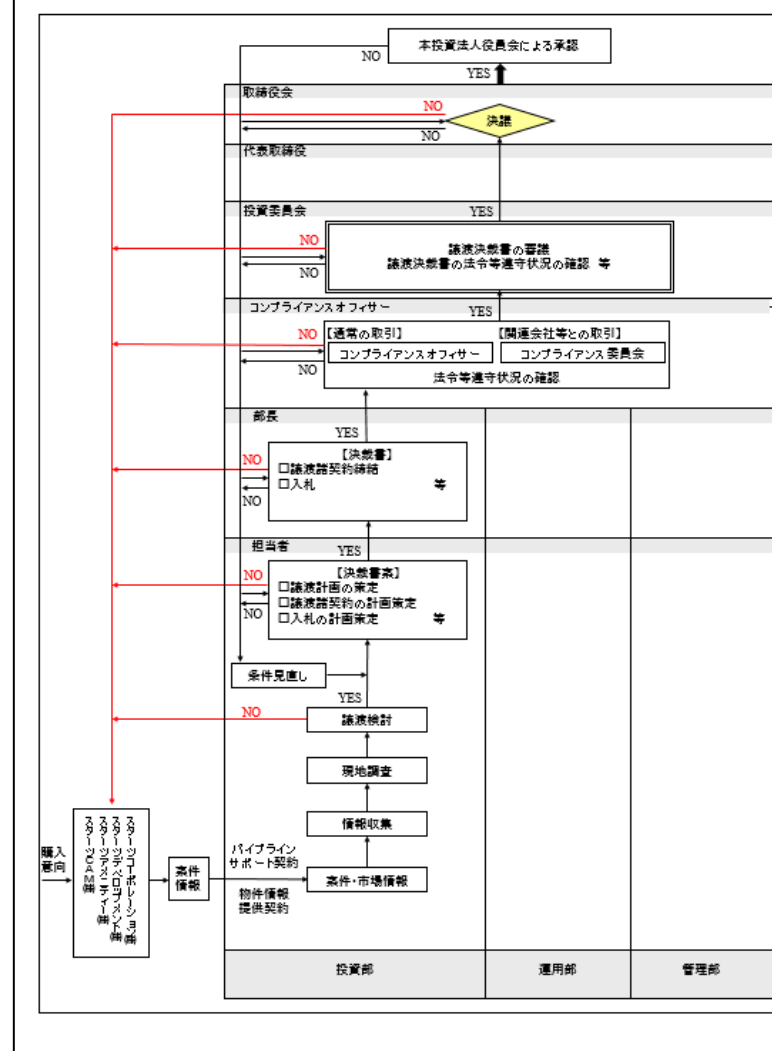 本投資法人役員会による承認
NO
YES
取締役会
NO
決議
NO
代表取締役
投資委員会
YES
NO
譲渡決裁書の審議
譲渡決裁書の法令等遵守状況の確認 等
NO
コンプライアンスオフィサー
YES
NO
【通常の取引】
【関連会社等との取引】
コンプライアンスオフィサー
コンプライアンス委員会
NO
法令等遵守状況の確認
部長
YES
NO
【決裁書】
□譲渡諸契約締結
□入札 等
NO
担当者
YES
NO
【決裁書案】
□譲渡計画の策定
□譲渡諸契約の計画策定
□入札の計画策定 等
NO
条件見直し
YES
NO
譲渡検討
現地調査
情報収集
購入
意向
スターツコーポレーション㈱
スターツデベロップメント㈱
スターツアメニティー㈱
スターツCAM㈱
案件
情報
パイプライン
サポート契約
物件情報
提供契約
案件・市場情報
投資部
運用部
管理部